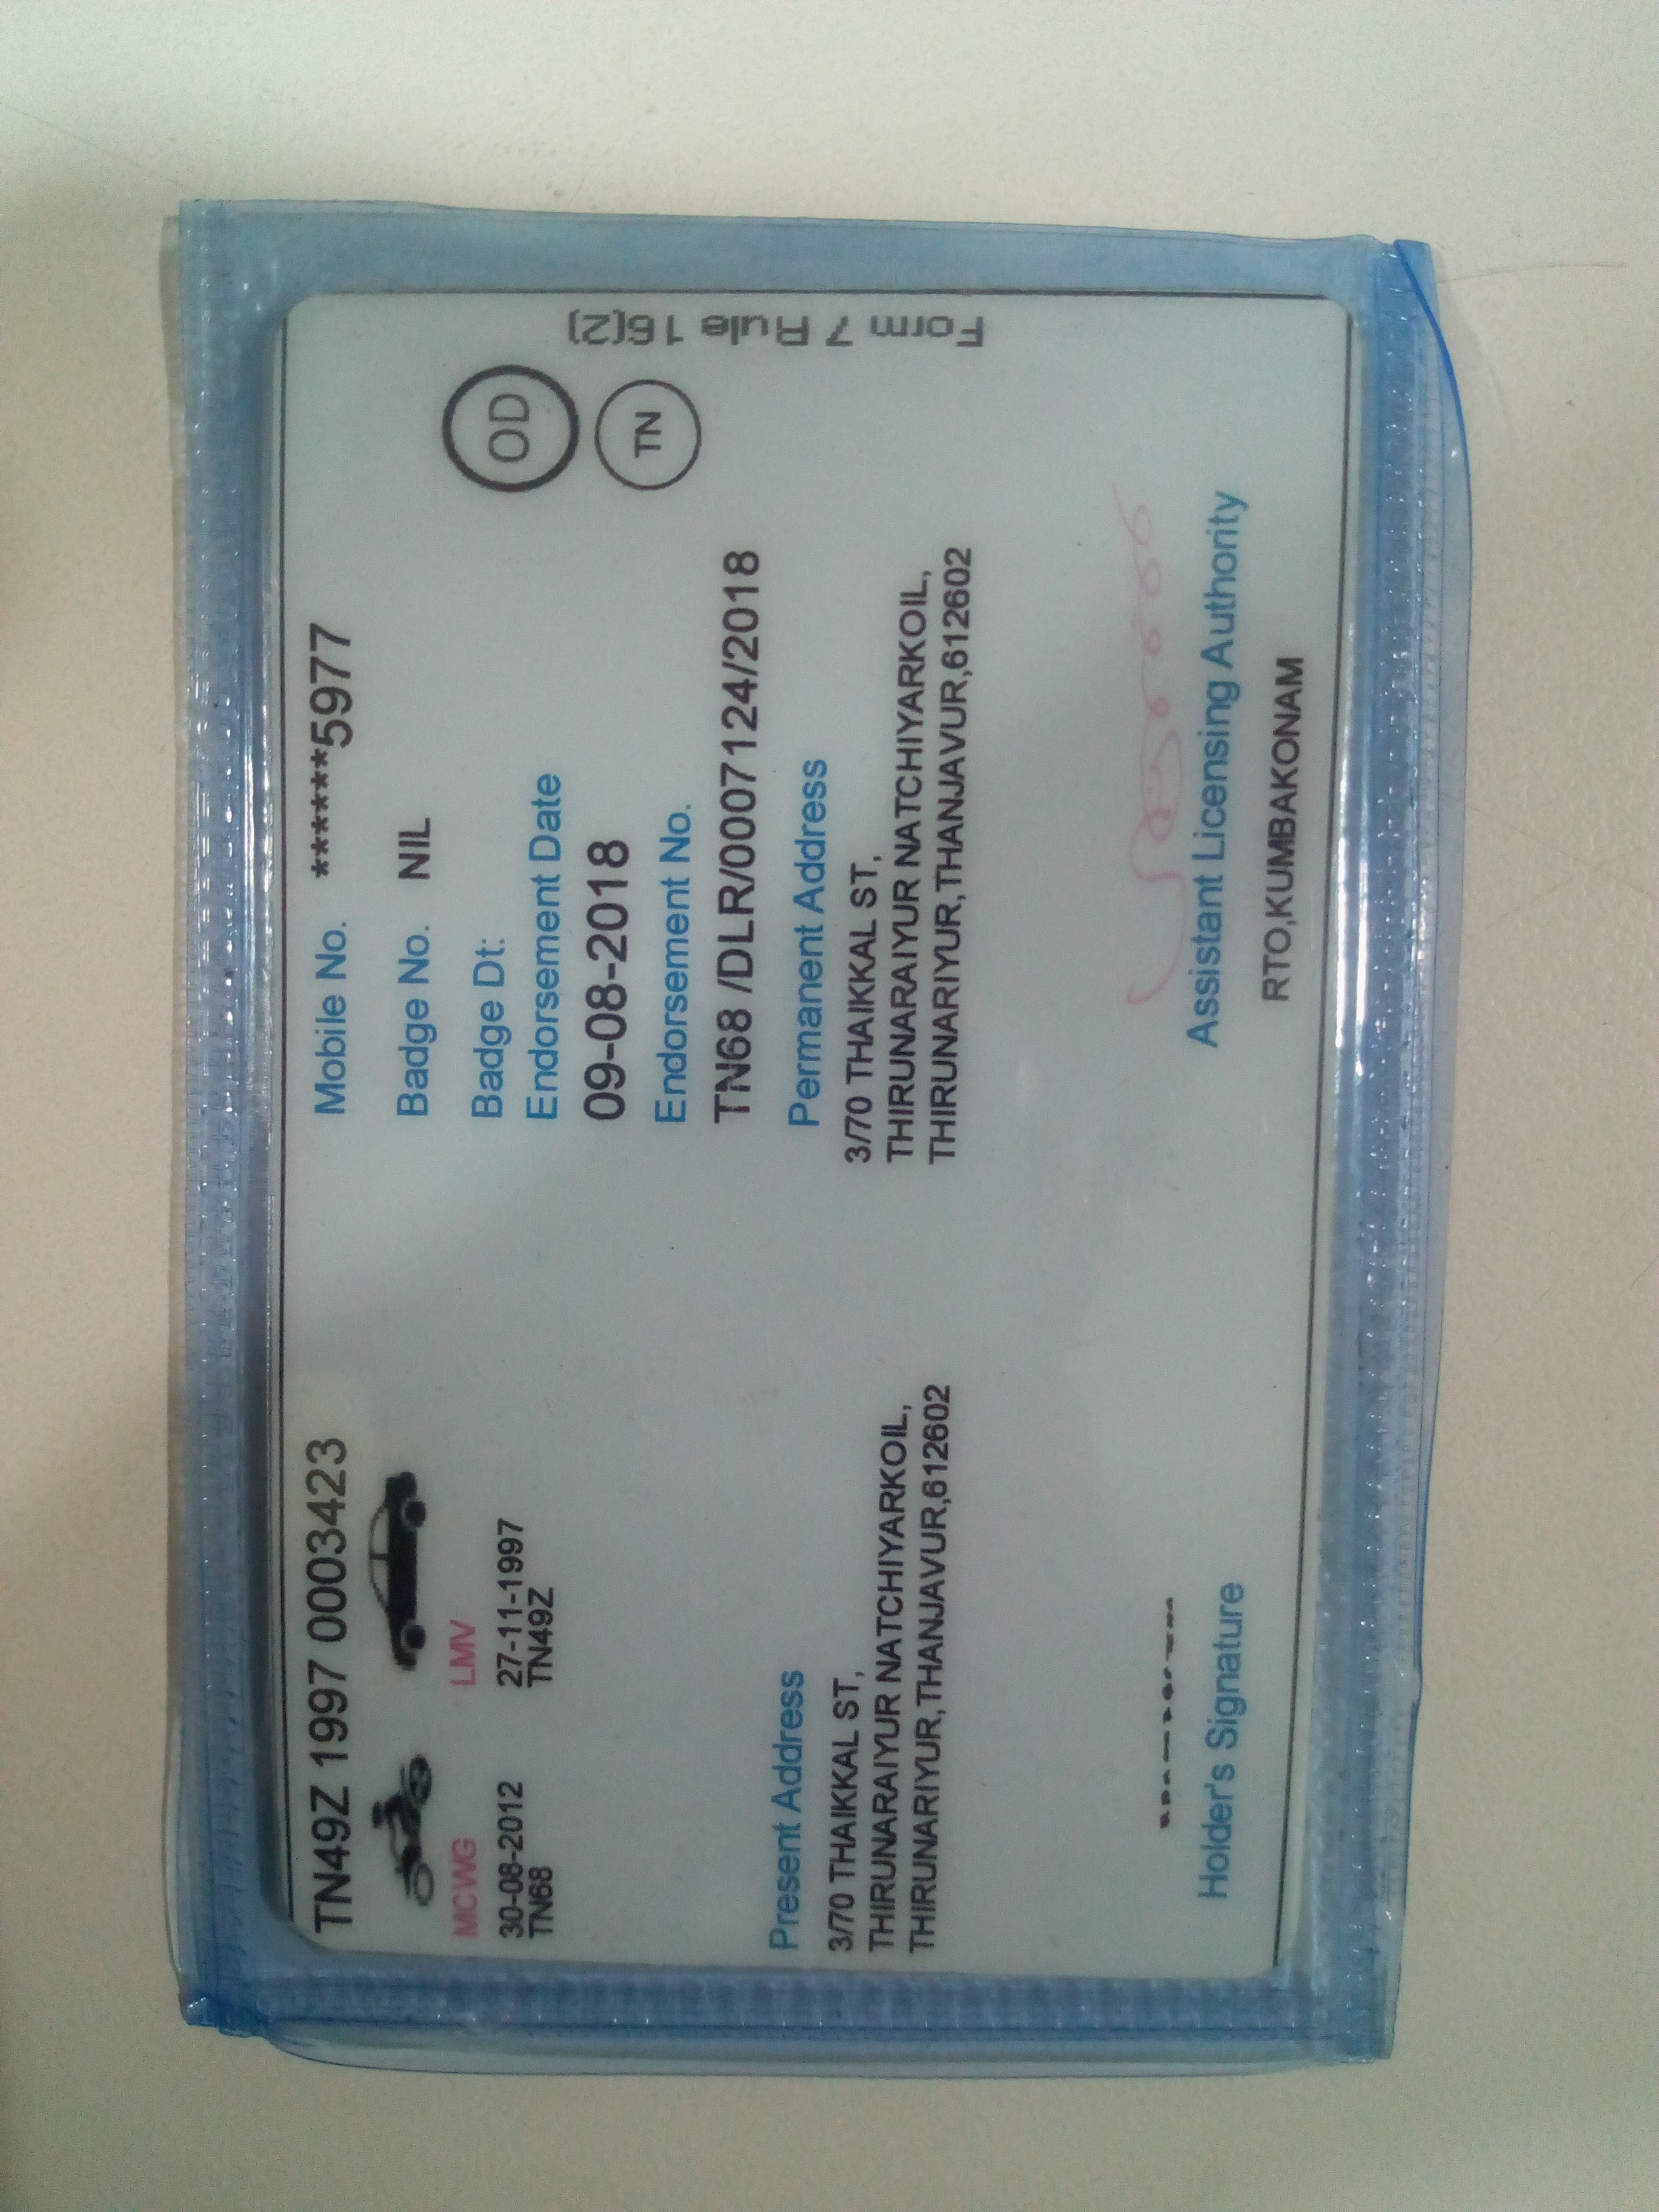 TN49Z 1997 0003423
MCWG
30-08-2012
TN68
LMV
27-11-1997
TN49Z
Present Address
3/70 THAIKKAL ST,
THIRUNARAIYUR NATCHIYARKOIL,
THIRUNARIYUR,THANJAVUR,612602
Holder's Signature
Mobile No. ******5977
Badge No. NIL
Badge Dt:
Endorsement Date
09-08-2018
Endorsement No.
TN68 /DLR/0007124/2018
Permanent Address
3/70 THAIKKAL ST,
THIRUNARAIYUR NATCHIYARKOIL,
THIRUNARIYUR,THANJAVUR,612602
Assistant Licensing Authority
RTO,KUMBAKONAM
OD
TN
Form 7 Rule 16(2)